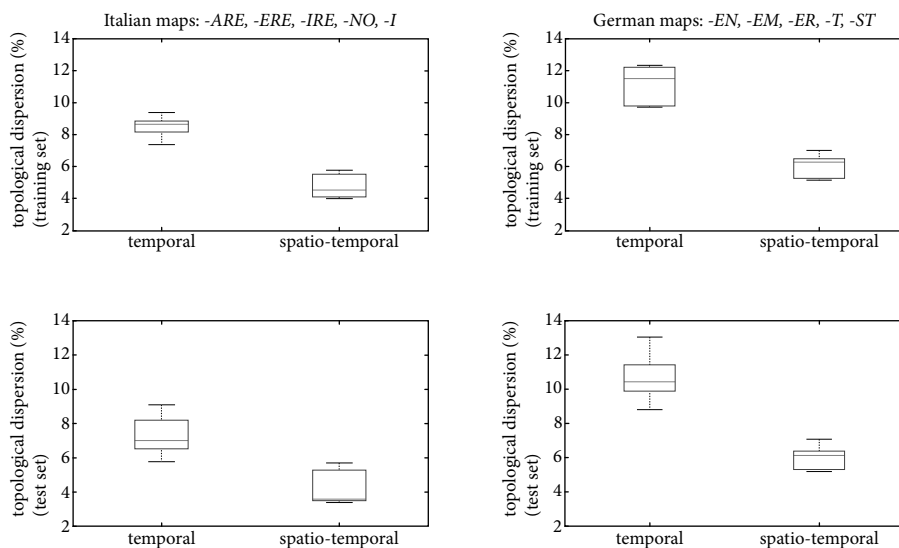 Italian maps: -ARE, -ERE, -IRE, -NO, -I
topological dispersion (%)
(training set)
14
12
10
8
6
4
2
temporal
spatio-temporal
German maps: -EN, -EM, -ER, -T, -ST
topological dispersion (%)
(training set)
14
12
10
8
6
4
2
temporal
spatio-temporal
topological dispersion (%)
(test set)
14
12
10
8
6
4
2
temporal
spatio-temporal
topological dispersion (%)
(test set)
14
12
10
8
6
4
2
temporal
spatio-temporal